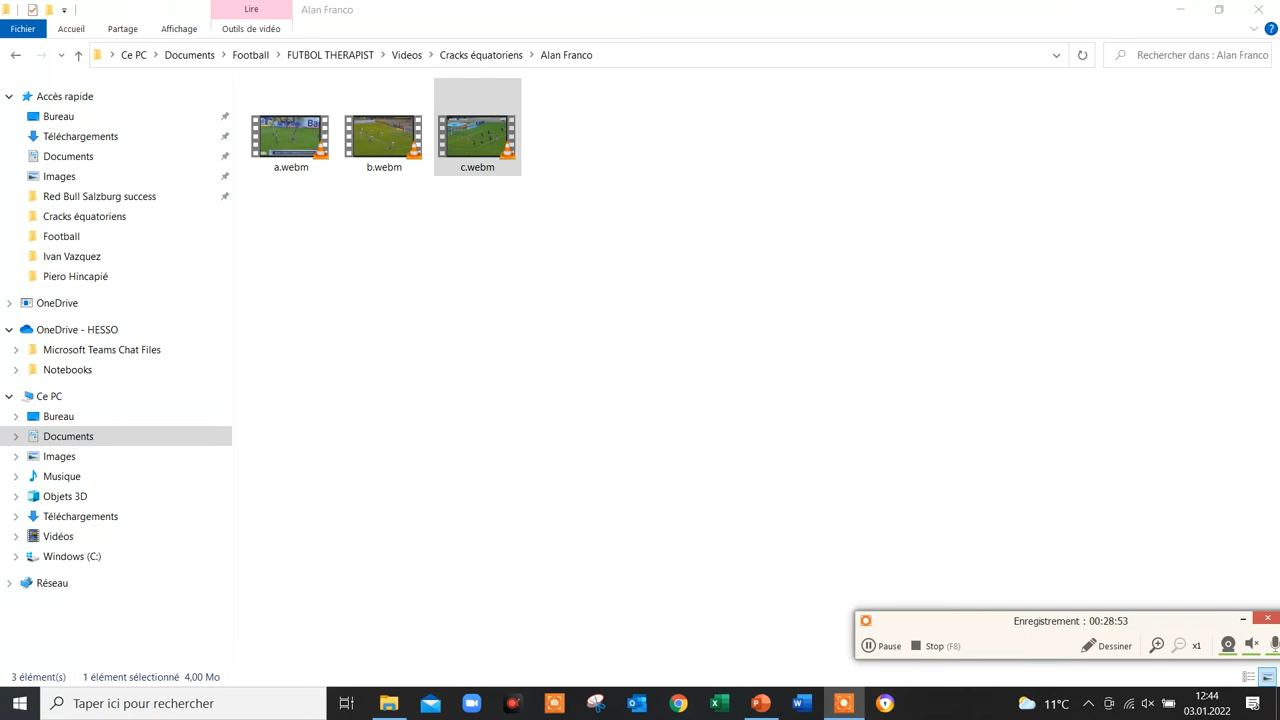 Lire
Alan Franco
Fichier
Accueil
Partage
Affichage
Outils de vidéo
Ce PC
Documents
Football
FUTBOL THERAPIST
Videos
Cracks équatoriens
Alan Franco
Rechercher dans : Alan Franco
Accès rapide
Bureau
Téléchargements
Documents
Images
Red Bull Salzburg success
Cracks équatoriens
Football
Ivan Vazquez
Piero Hincapié
OneDrive
OneDrive - HESSO
Microsoft Teams Chat Files
Notebooks
Ce PC
Bureau
Documents
Images
Musique
Objets 3D
Téléchargements
Vidéos
Windows (C:)
Réseau
a.webm
b.webm
c.webm
Enregistrement : 00:28:53
Pause
Stop (F8)
Dessiner
x1
3 élément(s)
1 élément sélectionné 4,00 Mo
Taper ici pour rechercher
11°C
12:44
03.01.2022